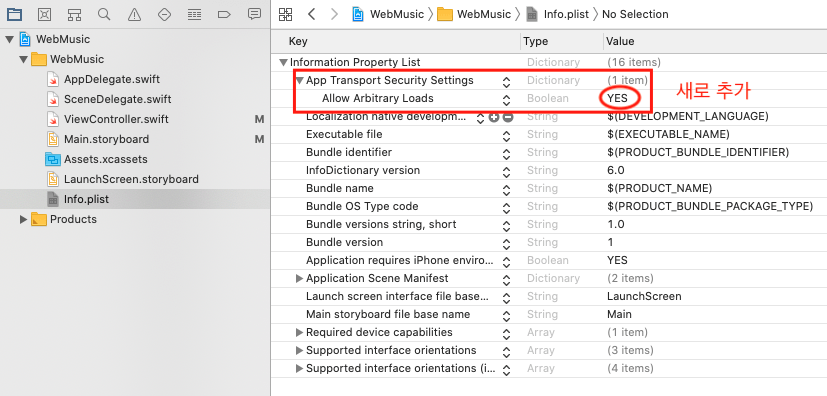 WebMusic 〉 WebMusic 〉 Info.plist 〉 No Selection
WebMusic
WebMusic
AppDelegate.swift
SceneDelegate.swift
ViewController.swift M
Main.storyboard M
Assets.xcassets
LaunchScreen.storyboard
Info.plist
Products
Key Type Value
Information Property List Dictionary (16 items)
App Transport Security Settings Dictionary (1 item)
Allow Arbitrary Loads Boolean YES
새로 추가
Localization native developm... String $(DEVELOPMENT_LANGUAGE)
Executable file String $(EXECUTABLE_NAME)
Bundle identifier String $(PRODUCT_BUNDLE_IDENTIFIER)
InfoDictionary version String 6.0
Bundle name String $(PRODUCT_NAME)
Bundle OS Type code String $(PRODUCT_BUNDLE_PACKAGE_TYPE)
Bundle versions string, short String 1.0
Bundle version String 1
Application requires iPhone enviro... Boolean YES
Application Scene Manifest Dictionary (2 items)
Launch screen interface file base... String LaunchScreen
Main storyboard file base name String Main
Required device capabilities Array (1 item)
Supported interface orientations Array (3 items)
Supported interface orientations (i... Array (4 items)